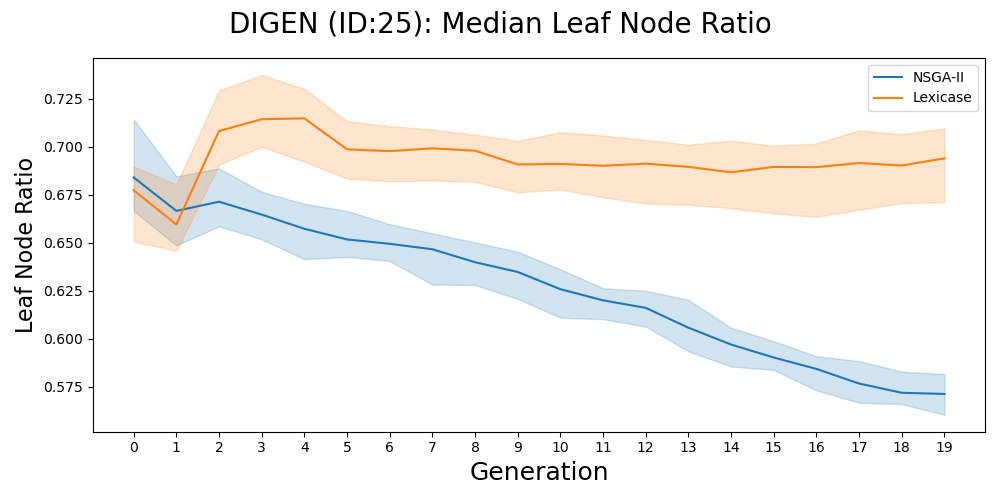 DIGEN (ID:25): Median Leaf Node Ratio
NSGA-II
Lexicase
Leaf Node Ratio
0.725
0.700
0.675
0.650
0.625
0.600
0.575
0 1 2 3 4 5 6 7 8 9 10 11 12 13 14 15 16 17 18 19
Generation